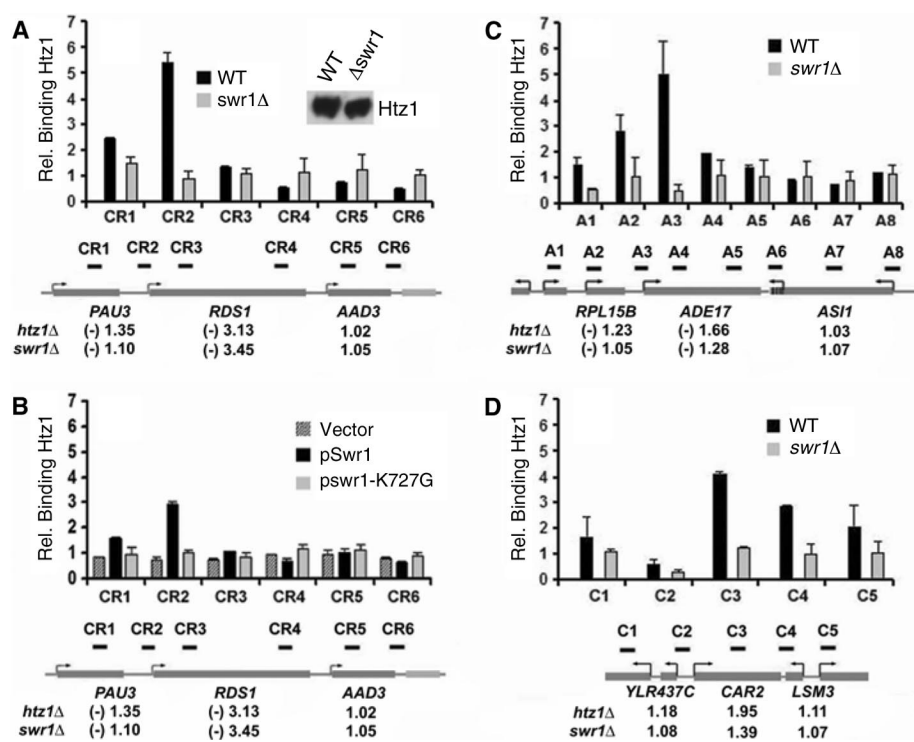 A
Rel. Binding Htz1
7
6
5
4
3
2
1
0
WT
swr1Δ
WT
Δswr1
Htz1
CR1 CR2 CR3 CR4 CR5 CR6
CR1 CR2 CR3 CR4 CR5 CR6
PAU3 RDS1 AAD3
htz1Δ (-) 1.35 (-) 3.13 1.02
swr1Δ (-) 1.10 (-) 3.45 1.05
B
Rel. Binding Htz1
7
6
5
4
3
2
1
0
Vector
pSwr1
pswr1-K727G
CR1 CR2 CR3 CR4 CR5 CR6
CR1 CR2 CR3 CR4 CR5 CR6
PAU3 RDS1 AAD3
htz1Δ (-) 1.35 (-) 3.13 1.02
swr1Δ (-) 1.10 (-) 3.45 1.05
C
Rel. Binding Htz1
7
6
5
4
3
2
1
0
WT
swr1Δ
A1 A2 A3 A4 A5 A6 A7 A8
A1 A2 A3 A4 A5 A6 A7 A8
RPL15B ADE17 ASI1
htz1Δ (-) 1.23 (-) 1.66 1.03
swr1Δ (-) 1.05 (-) 1.28 1.07
D
Rel. Binding Htz1
7
6
5
4
3
2
1
0
WT
swr1Δ
C1 C2 C3 C4 C5
C1 C2 C3 C4 C5
YLR437C CAR2 LSM3
htz1Δ 1.18 1.95 1.11
swr1Δ 1.08 1.39 1.07